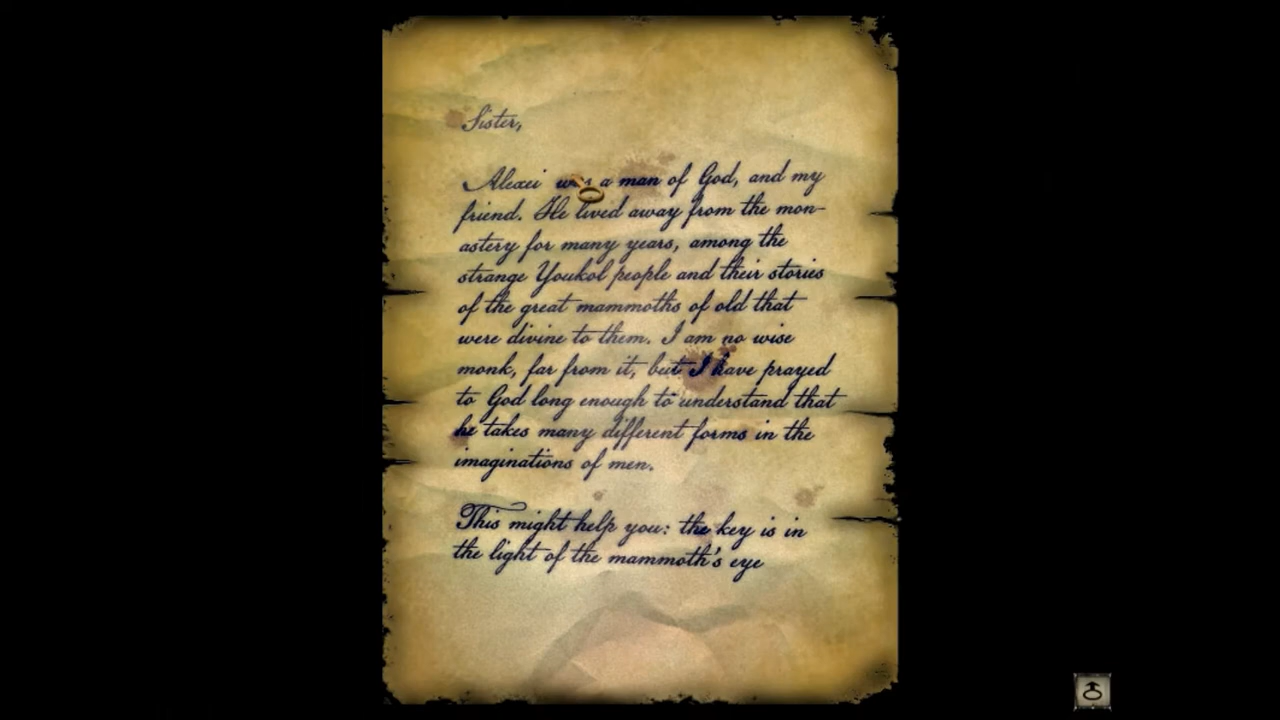 Sister,
Alexei was a man of God, and my
friend. He lived away from the mon-
astery for many years, among the
strange Youkol people and their stories
of the great mammoths of old that
were divine to them. I am no wise
monk, far from it, but I have prayed
to God long enough to understand that
he takes many different forms in the
imaginations of men.
This might help you: the key is in
the light of the mammoth's eye